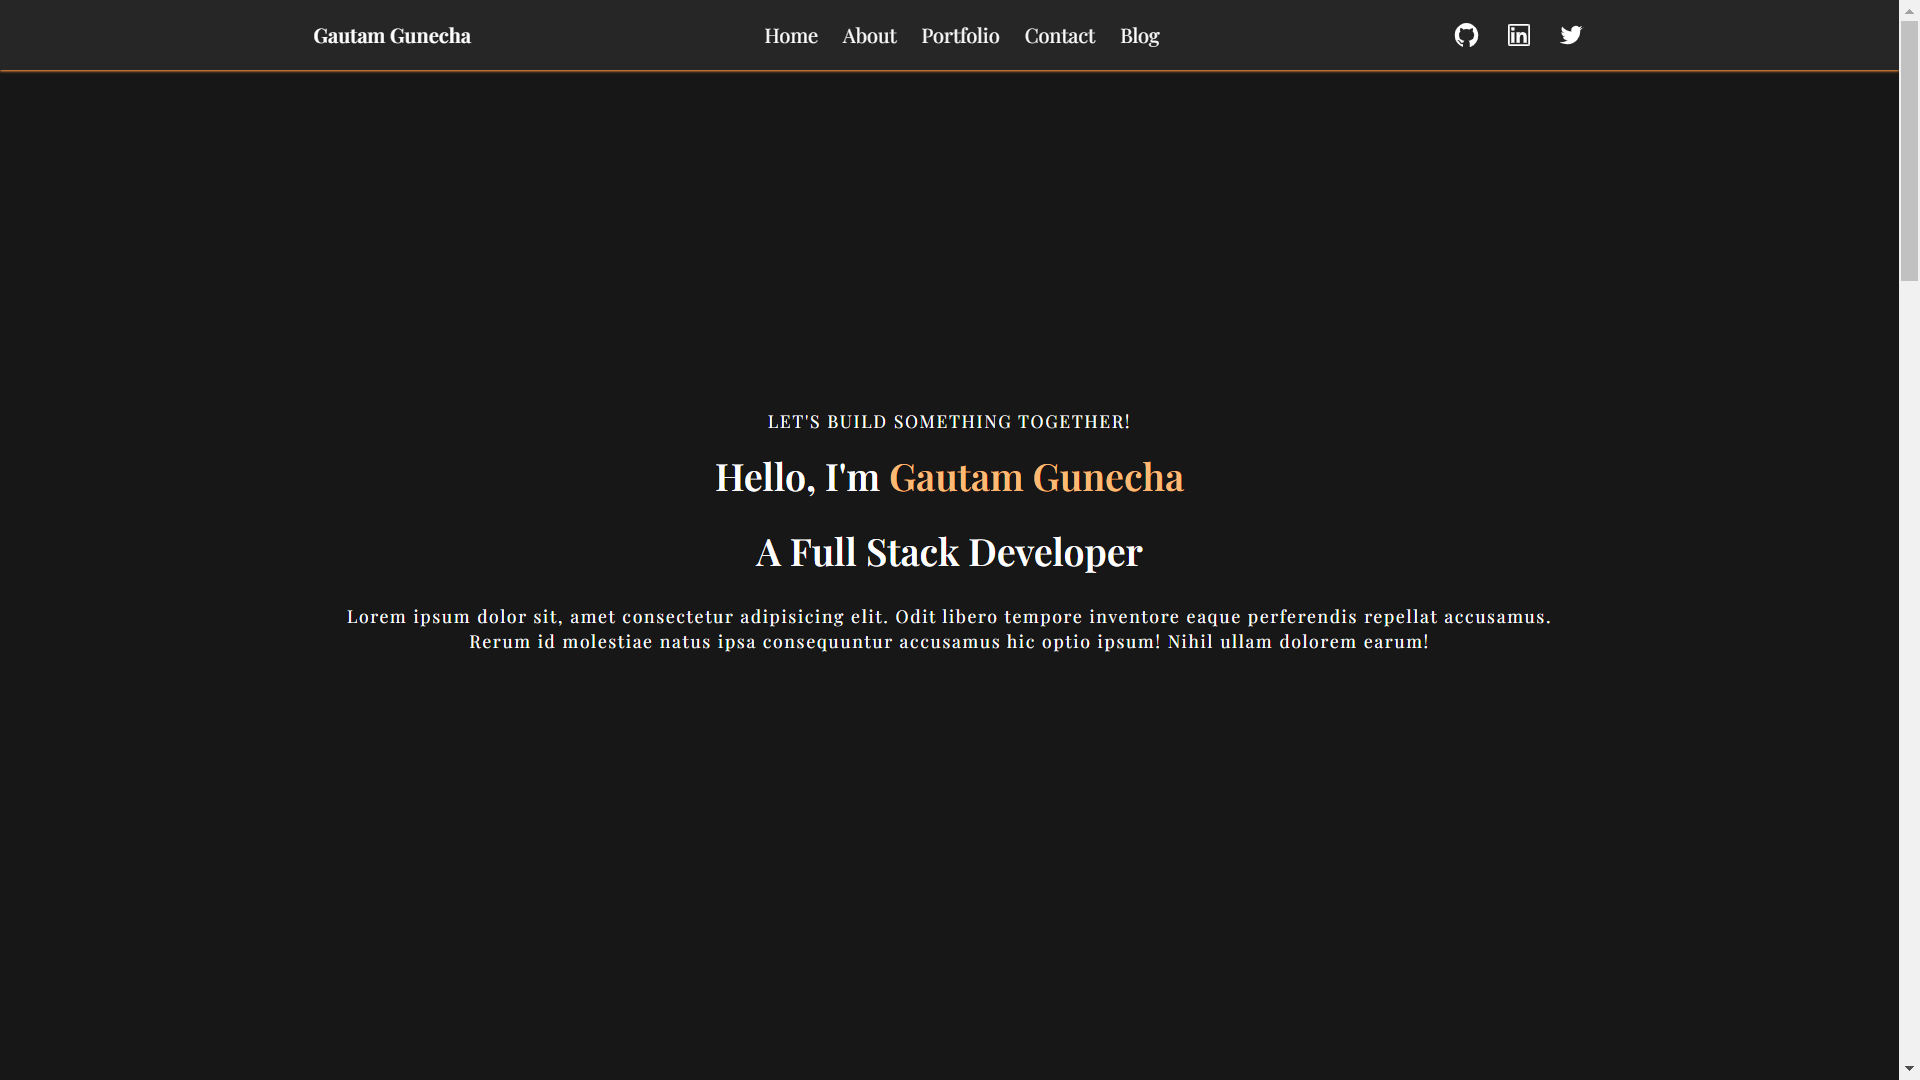 Gautam Gunecha
Home About Portfolio Contact Blog
LET'S BUILD SOMETHING TOGETHER!
Hello, I'm Gautam Gunecha
A Full Stack Developer
Lorem ipsum dolor sit, amet consectetur adipisicing elit. Odit libero tempore inventore eaque perferendis repellat accusamus.
Rerum id molestiae natus ipsa consequuntur accusamus hic optio ipsum! Nihil ullam dolorem earum!